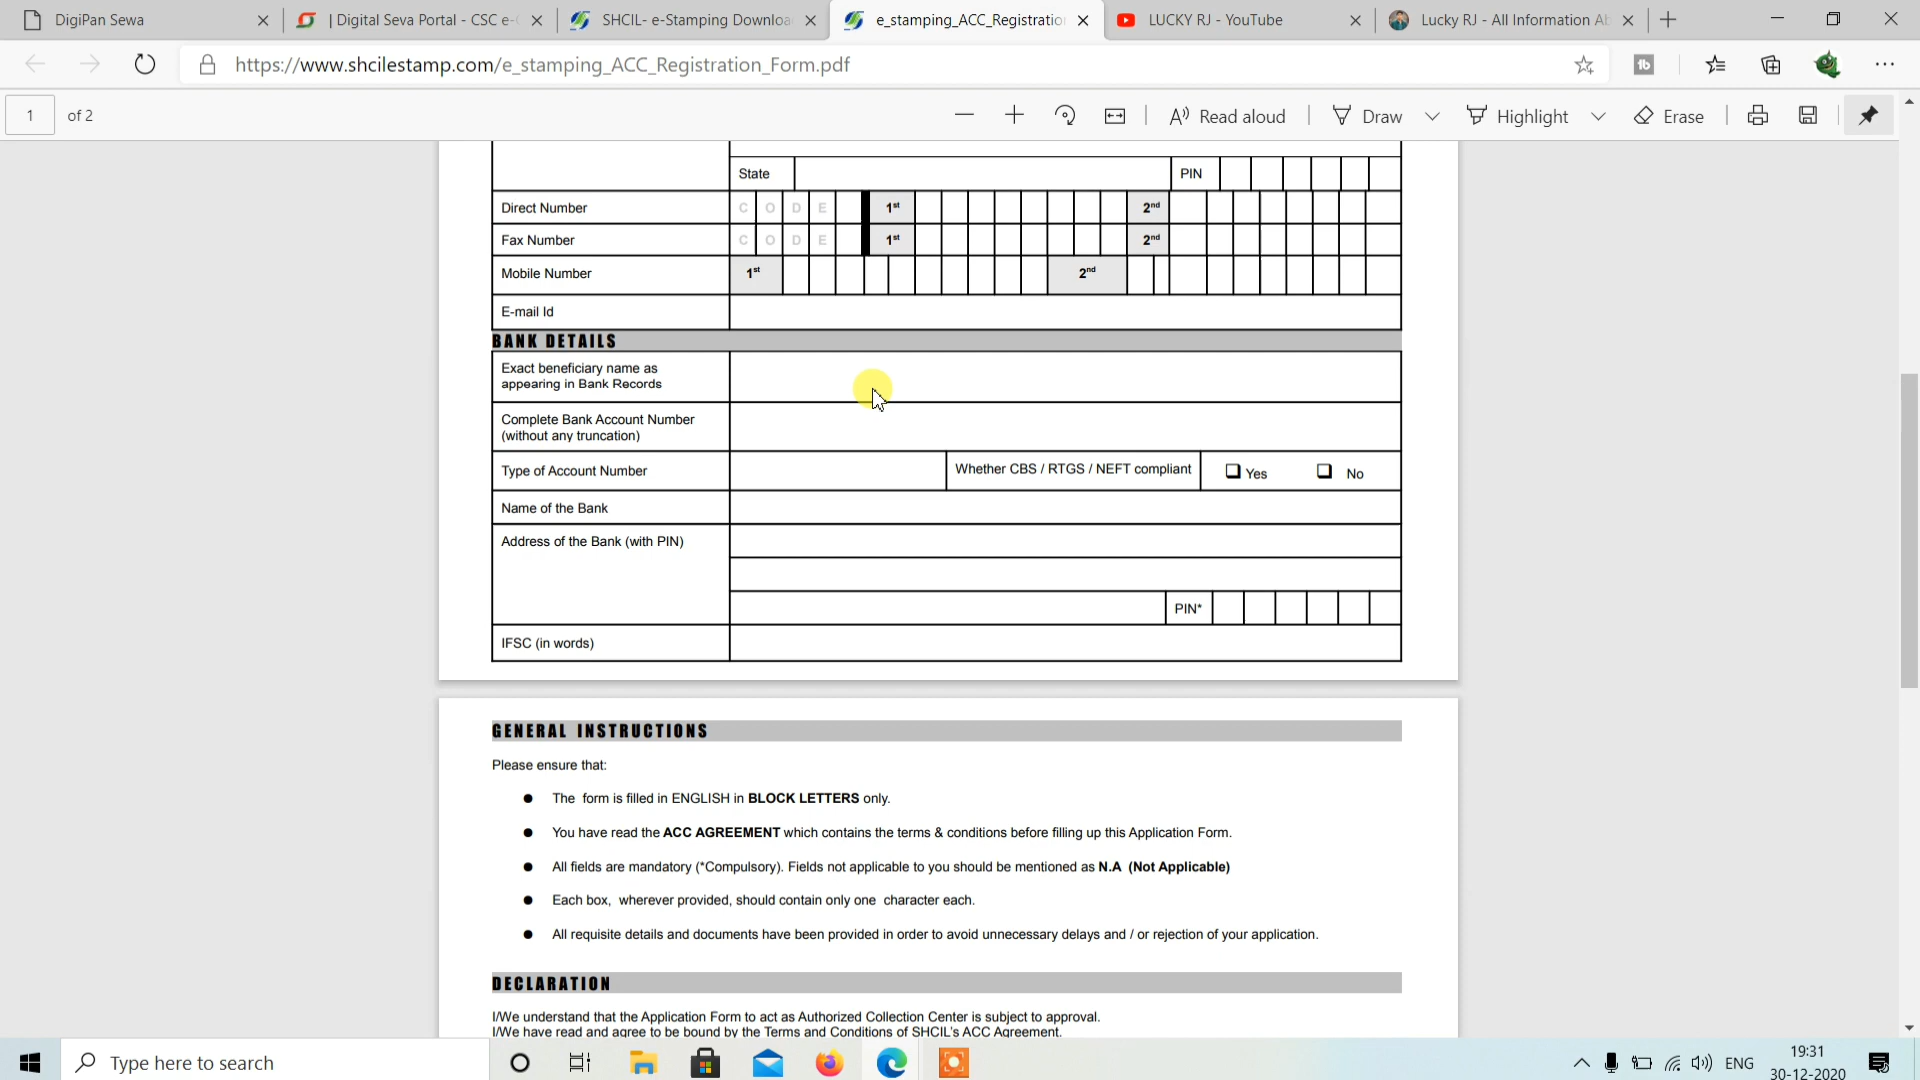 DigiPan Sewa
| Digital Seva Portal - CSC e-
SHCIL- e-Stamping Downloa
e_stamping_ACC_Registratio
LUCKY RJ - YouTube
Lucky RJ - All Information Ab
https://www.shcilestamp.com/e_stamping_ACC_Registration_Form.pdf
1 of 2
Read aloud
Draw
Highlight
Erase
State PIN
Direct Number C O D E 1st 2nd
Fax Number C O D E 1st 2nd
Mobile Number 1st 2nd
E-mail Id
BANK DETAILS
Exact beneficiary name as
appearing in Bank Records
Complete Bank Account Number
(without any truncation)
Type of Account Number Whether CBS / RTGS / NEFT compliant Yes No
Name of the Bank
Address of the Bank (with PIN)
PIN*
IFSC (in words)
GENERAL INSTRUCTIONS
Please ensure that:
● The form is filled in ENGLISH in BLOCK LETTERS only.
● You have read the ACC AGREEMENT which contains the terms & conditions before filling up this Application Form.
● All fields are mandatory (*Compulsory). Fields not applicable to you should be mentioned as N.A (Not Applicable)
● Each box, wherever provided, should contain only one character each.
● All requisite details and documents have been provided in order to avoid unnecessary delays and / or rejection of your application.
DECLARATION
I/We understand that the Application Form to act as Authorized Collection Center is subject to approval.
I/We have read and agree to be bound by the Terms and Conditions of SHCIL's ACC Agreement.
Type here to search
ENG
19:31
30-12-2020